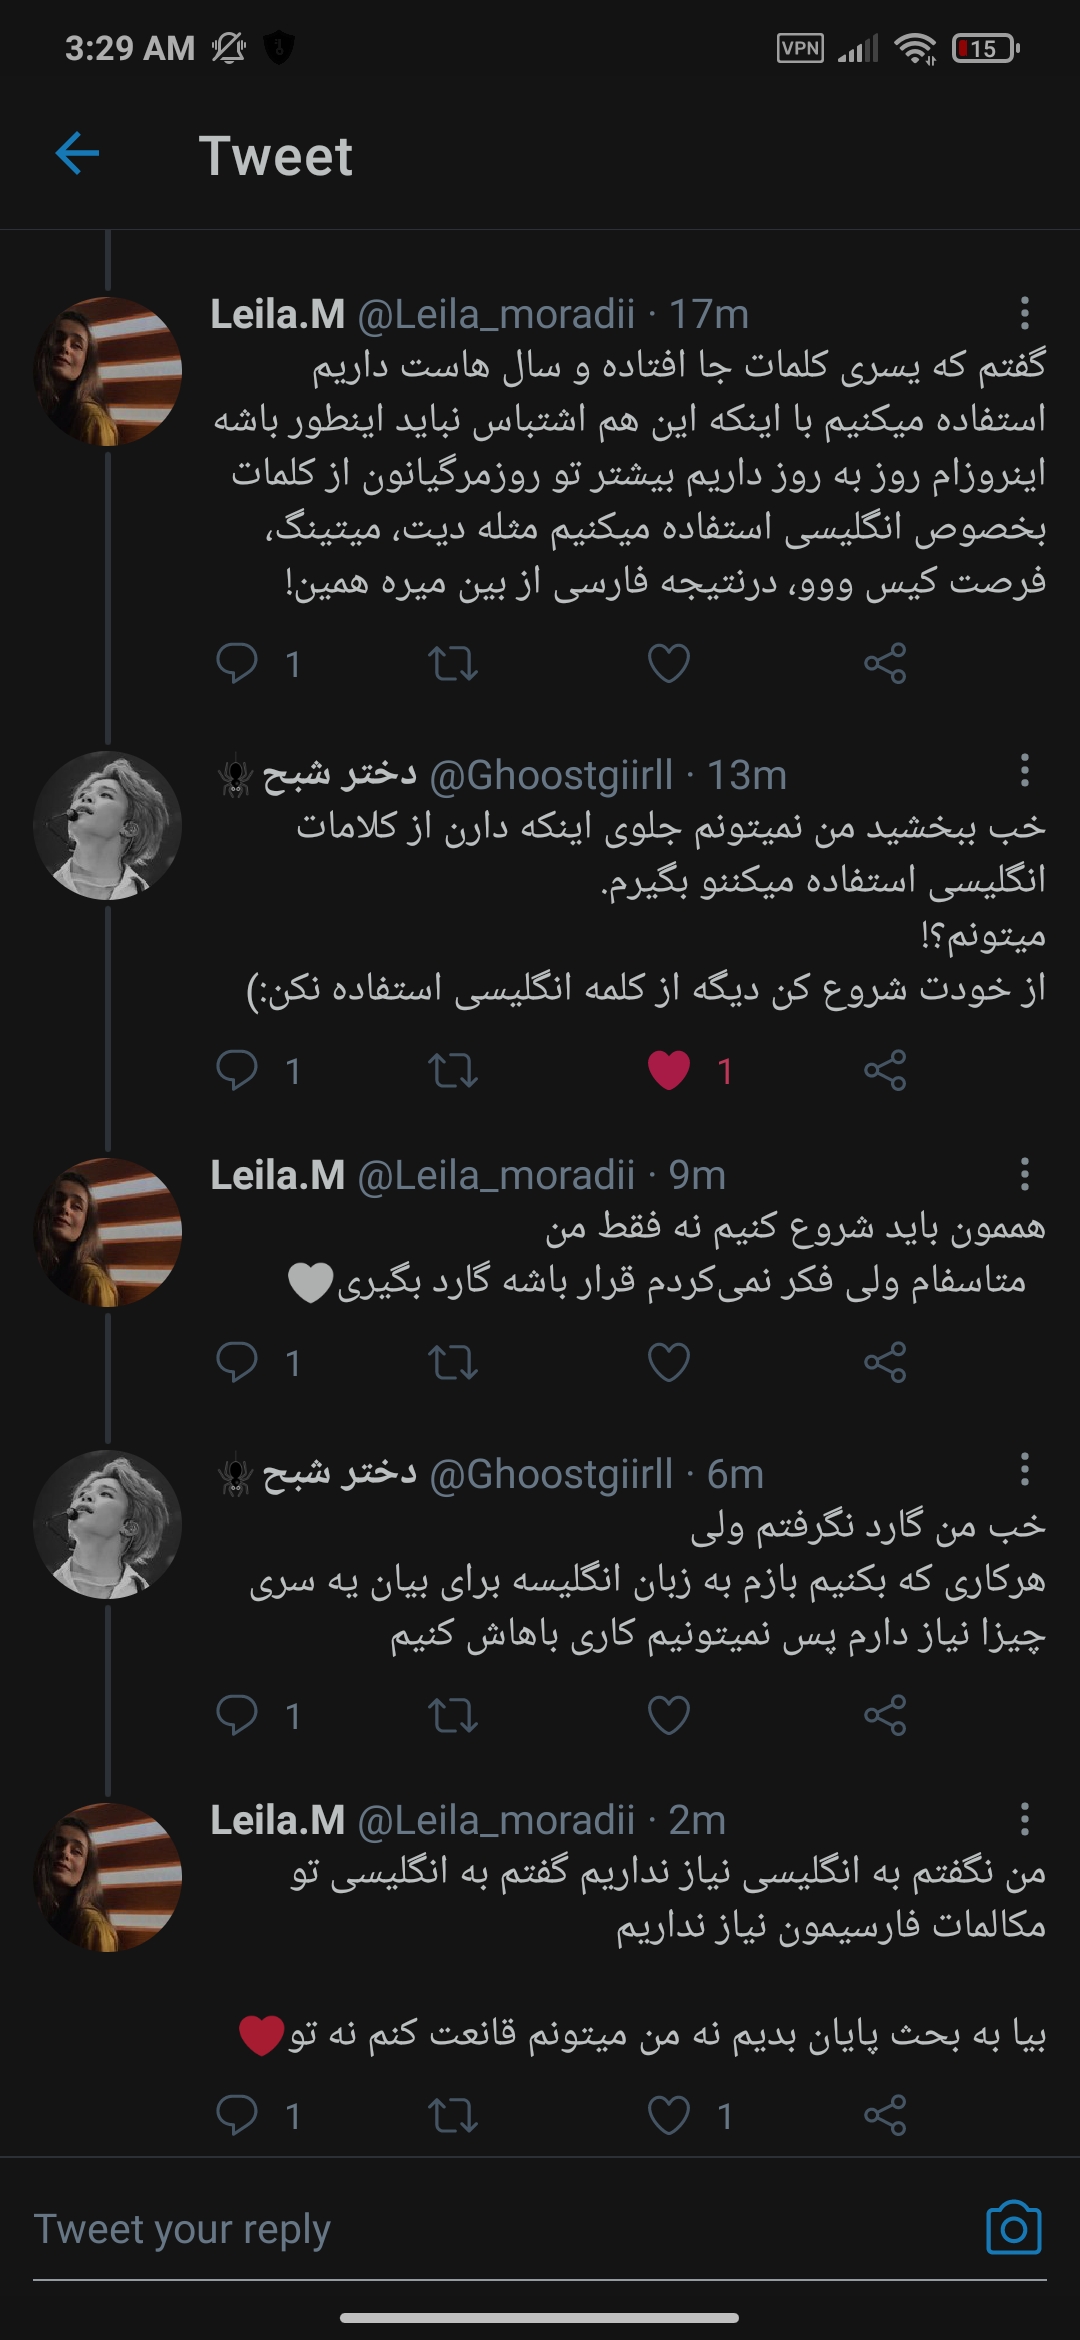 3:29 AM
VPN
15
Tweet
Leila.M @Leila_moradii · 17m
گفتم که یسری کلمات جا افتاده و سال هاست داریم
استفاده میکنیم با اینکه این هم اشتباس نباید اینطور باشه
اینروزام روز به روز داریم بیشتر تو روزمرگیانون از کلمات
بخصوص انگلیسی استفاده میکنیم مثله دیت، میتینگ،
فرصت کیس ووو، درنتیجه فارسی از بین میره همین!
1
دختر شبح🕷 @Ghoostgiirll · 13m
خب ببخشید من نمیتونم جلوی اینکه دارن از کلامات
انگلیسی استفاده میکننو بگیرم.
میتونم؟!
از خودت شروع کن دیگه از کلمه انگلیسی استفاده نکن:)
1 1
Leila.M @Leila_moradii · 9m
هممون باید شروع کنیم نه فقط من
متاسفام ولی فکر نمی‌کردم قرار باشه گارد بگیری🤍
1
دختر شبح🕷 @Ghoostgiirll · 6m
خب من گارد نگرفتم ولی
هرکاری که بکنیم بازم به زبان انگلیسه برای بیان یه سری
چیزا نیاز دارم پس نمیتونیم کاری باهاش کنیم
1
Leila.M @Leila_moradii · 2m
من نگفتم به انگلیسی نیاز نداریم گفتم به انگلیسی تو
مکالمات فارسیمون نیاز نداریم
بیا به بحث پایان بدیم نه من میتونم قانعت کنم نه تو❤️
1 1
Tweet your reply